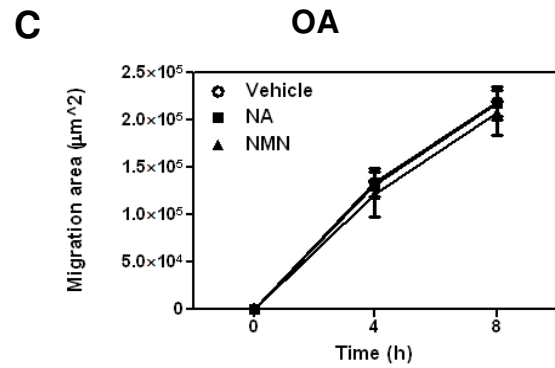 C
OA
Migration area (μm^2)
2.5×10⁵
2.0×10⁵
1.5×10⁵
1.0×10⁵
5.0×10⁴
0
Vehicle
NA
NMN
0 4 8
Time (h)